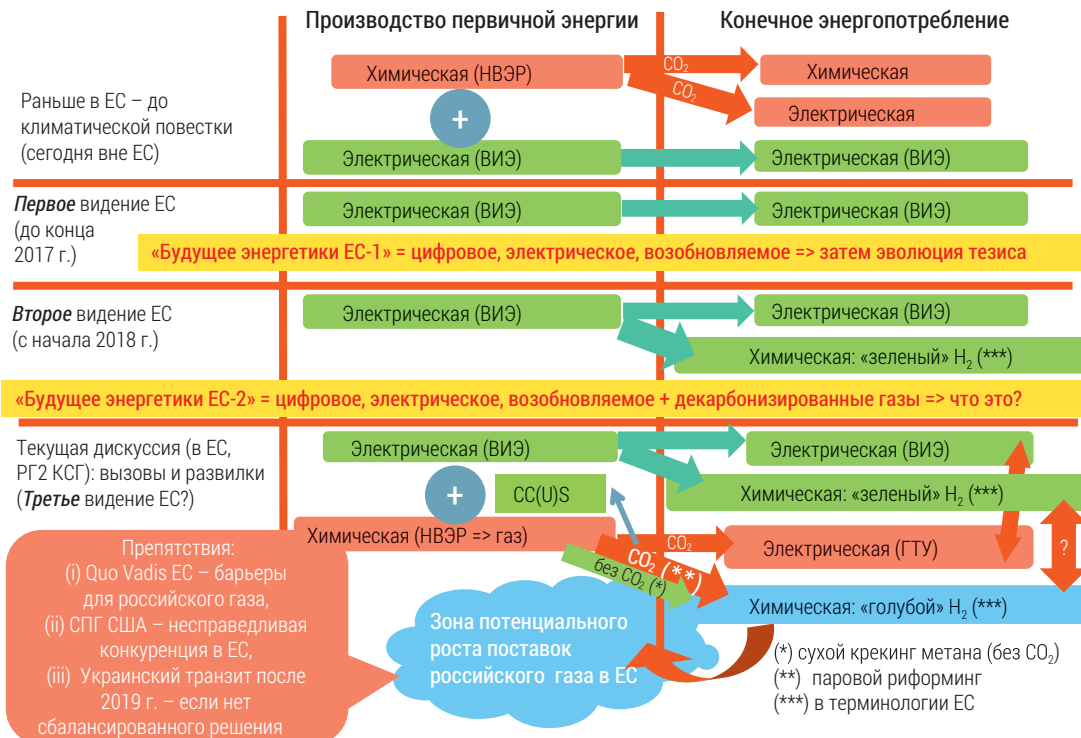 Производство первичной энергии
Конечное энергопотребление
Раньше в ЕС – до
климатической повестки
(сегодня вне ЕС)
Химическая (НВЭР)
CO₂
CO₂
Химическая
Электрическая
+
Электрическая (ВИЭ)
Электрическая (ВИЭ)
Первое видение ЕС
(до конца
2017 г.)
Электрическая (ВИЭ)
Электрическая (ВИЭ)
«Будущее энергетики ЕС-1» = цифровое, электрическое, возобновляемое => затем эволюция тезиса
Второе видение ЕС
(с начала 2018 г.)
Электрическая (ВИЭ)
Электрическая (ВИЭ)
Химическая: «зеленый» H₂ (***)
«Будущее энергетики ЕС-2» = цифровое, электрическое, возобновляемое + декарбонизированные газы => что это?
Текущая дискуссия (в ЕС,
РГ2 КСГ): вызовы и развилки
(Третье видение ЕС?)
Электрическая (ВИЭ)
Электрическая (ВИЭ)
+
CC(U)S
Химическая: «зеленый» H₂ (***)
Химическая (НВЭР => газ)
CO₂
CO₂ (**)
без CO₂ (*)
Электрическая (ГТУ)
?
Химическая: «голубой» H₂ (***)
Препятствия:
(i) Quo Vadis ЕС – барьеры
для российского газа,
(ii) СПГ США – несправедливая
конкуренция в ЕС,
(iii) Украинский транзит после
2019 г. – если нет
сбалансированного решения
Зона потенциального
роста поставок
российского газа в ЕС
(*) сухой крекинг метана (без CO₂)
(**) паровой риформинг
(***) в терминологии ЕС